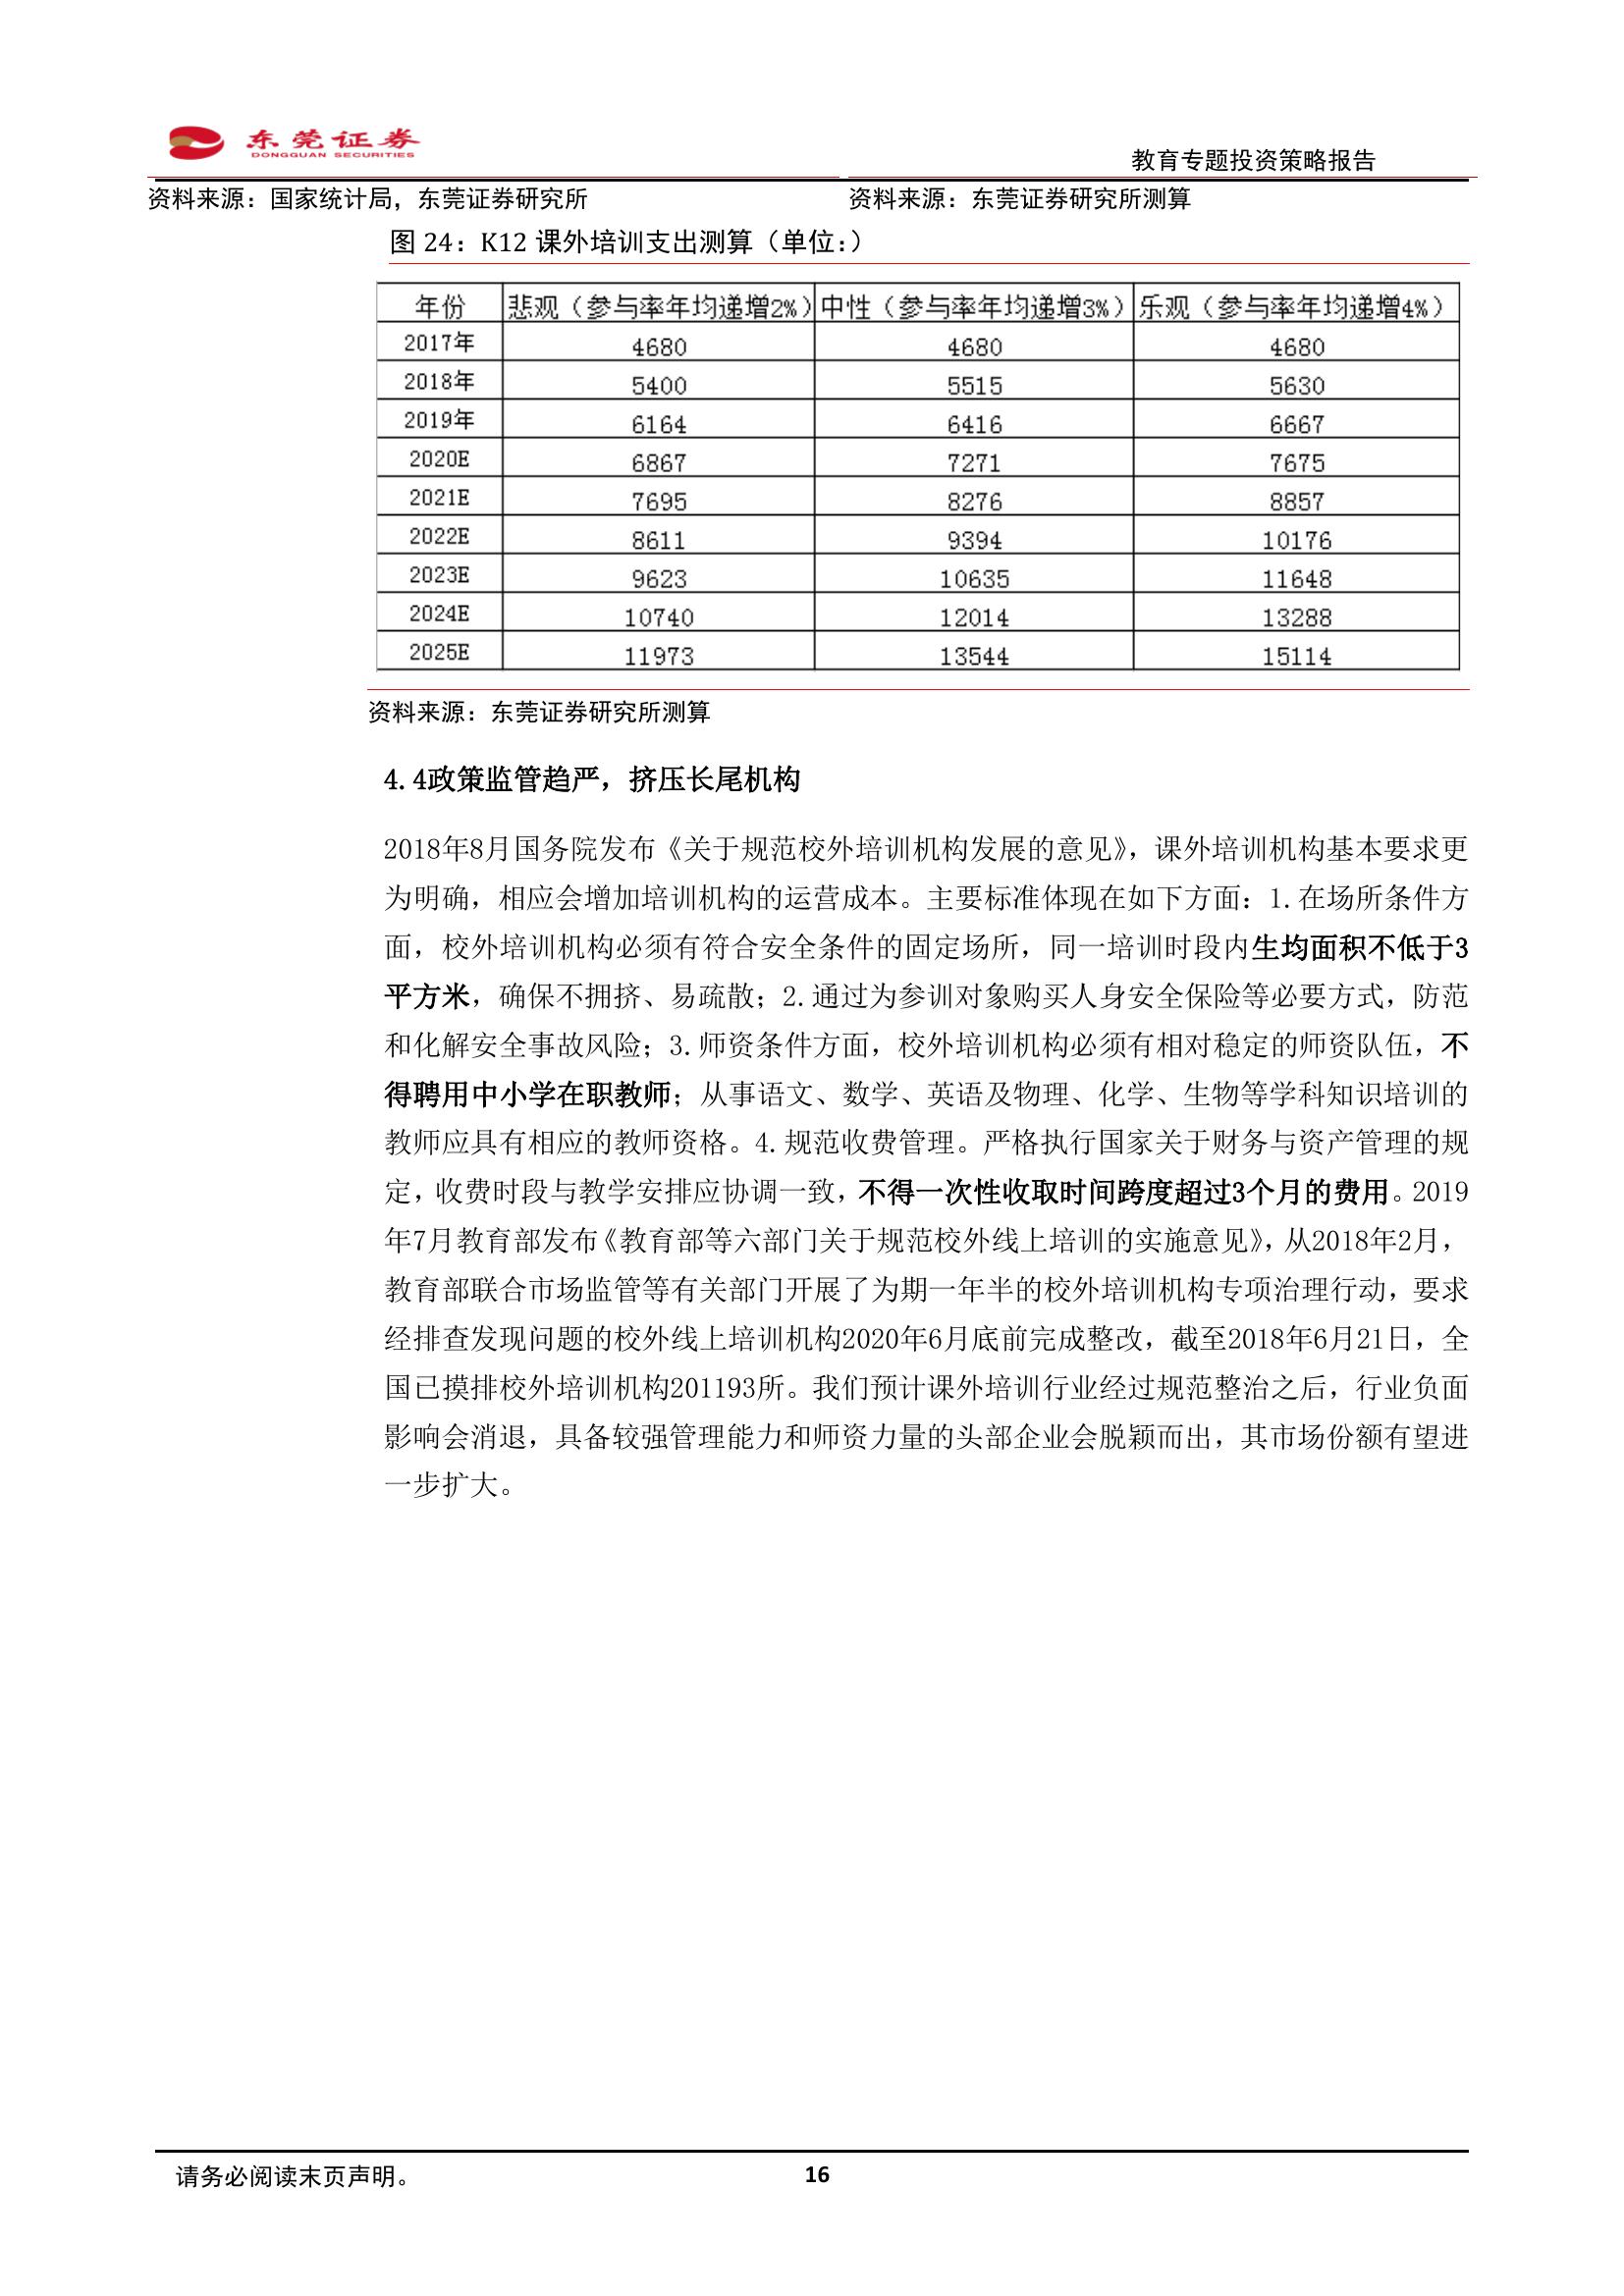 东莞证券
DONGGUAN SECURITIES
教育专题投资策略报告
资料来源：国家统计局，东莞证券研究所 资料来源：东莞证券研究所测算
图 24：K12 课外培训支出测算（单位:）
年份 悲观（参与率年均递增2%） 中性（参与率年均递增3%） 乐观（参与率年均递增4%）
2017年 4680 4680 4680
2018年 5400 5515 5630
2019年 6164 6416 6667
2020E 6867 7271 7675
2021E 7695 8276 8857
2022E 8611 9394 10176
2023E 9623 10635 11648
2024E 10740 12014 13288
2025E 11973 13544 15114
资料来源：东莞证券研究所测算
4.4政策监管趋严，挤压长尾机构
2018年8月国务院发布《关于规范校外培训机构发展的意见》，课外培训机构基本要求更
为明确，相应会增加培训机构的运营成本。主要标准体现在如下方面：1.在场所条件方
面，校外培训机构必须有符合安全条件的固定场所，同一培训时段内生均面积不低于3
平方米，确保不拥挤、易疏散；2.通过为参训对象购买人身安全保险等必要方式，防范
和化解安全事故风险；3.师资条件方面，校外培训机构必须有相对稳定的师资队伍，不
得聘用中小学在职教师；从事语文、数学、英语及物理、化学、生物等学科知识培训的
教师应具有相应的教师资格。4.规范收费管理。严格执行国家关于财务与资产管理的规
定，收费时段与教学安排应协调一致，不得一次性收取时间跨度超过3个月的费用。2019
年7月教育部发布《教育部等六部门关于规范校外线上培训的实施意见》，从2018年2月，
教育部联合市场监管等有关部门开展了为期一年半的校外培训机构专项治理行动，要求
经排查发现问题的校外线上培训机构2020年6月底前完成整改，截至2018年6月21日，全
国已摸排校外培训机构201193所。我们预计课外培训行业经过规范整治之后，行业负面
影响会消退，具备较强管理能力和师资力量的头部企业会脱颖而出，其市场份额有望进
一步扩大。
请务必阅读末页声明。 16